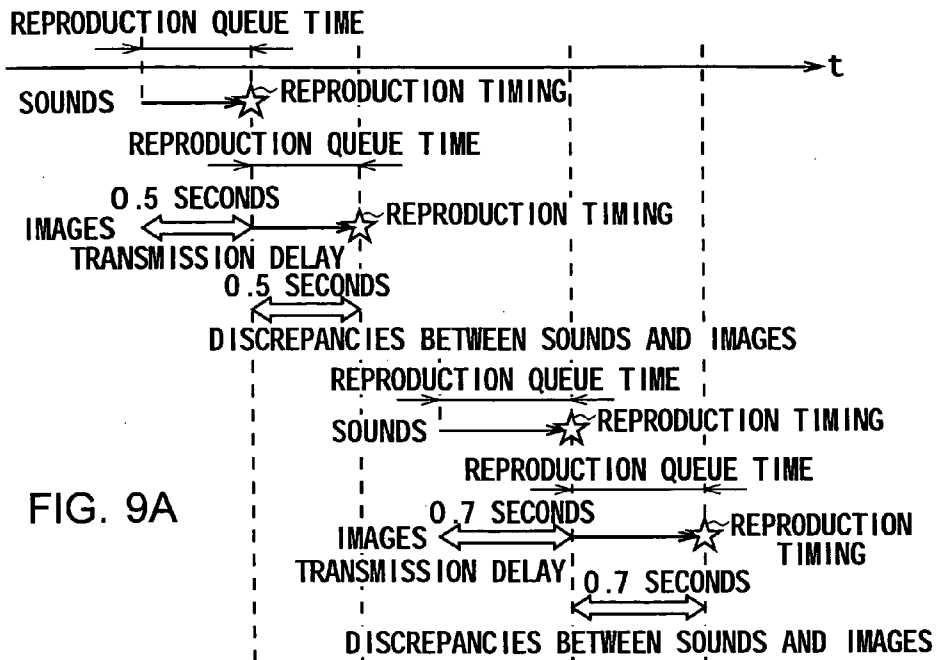 REPRODUCTION QUEUE TIME
t
SOUNDS
REPRODUCTION TIMING
REPRODUCTION QUEUE TIME
0.5 SECONDS
IMAGES
REPRODUCTION TIMING
TRANSMISSION DELAY
0.5 SECONDS
DISCREPANCIES BETWEEN SOUNDS AND IMAGES
REPRODUCTION QUEUE TIME
SOUNDS
REPRODUCTION TIMING
REPRODUCTION QUEUE TIME
FIG. 9A
0.7 SECONDS
IMAGES
REPRODUCTION
TIMING
TRANSMISSION DELAY
0.7 SECONDS
DISCREPANCIES BETWEEN SOUNDS AND IMAGES